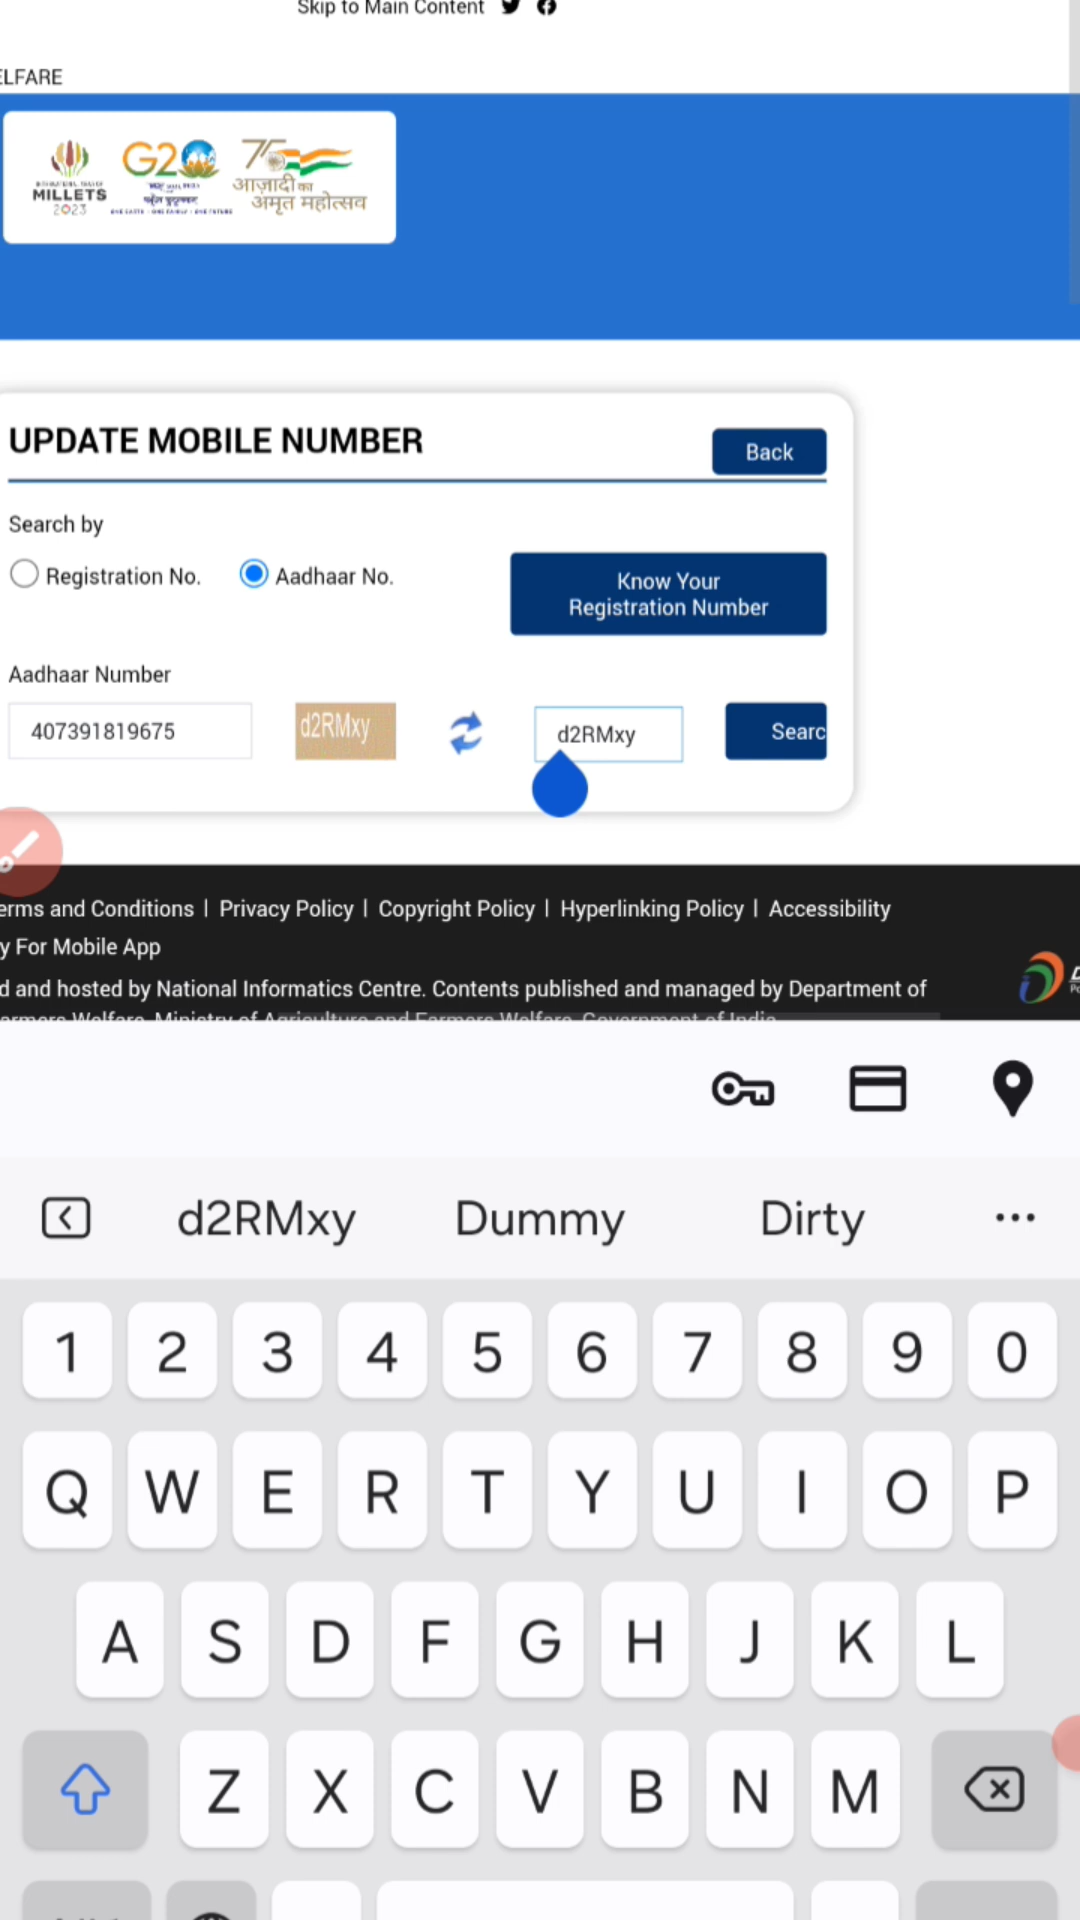 Skip to Main Content
ELFARE
MILLETS
2023
G20
75
आज़ादी का
अमृत महोत्सव
UPDATE MOBILE NUMBER
Back
Search by
Registration No. Aadhaar No.
Know Your
Registration Number
Aadhaar Number
407391819675 d2RMxy d2RMxy Searc
erms and Conditions | Privacy Policy | Copyright Policy | Hyperlinking Policy | Accessibility
y For Mobile App
d and hosted by National Informatics Centre. Contents published and managed by Department of
armers Welfare, Ministry of Agriculture and Farmers Welfare, Government of India
d2RMxy Dummy Dirty ...
1 2 3 4 5 6 7 8 9 0
Q W E R T Y U I O P
A S D F G H J K L
Z X C V B N M